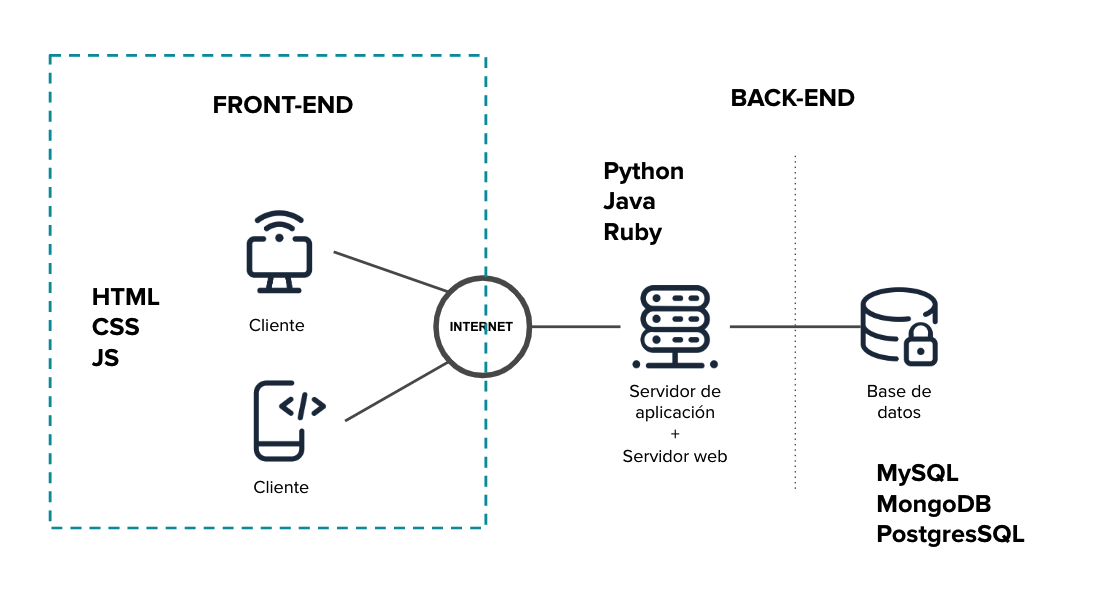 FRONT-END
HTML
CSS
JS
Cliente
Cliente
INTERNET
BACK-END
Python
Java
Ruby
Servidor de
aplicación
+
Servidor web
Base de
datos
MySQL
MongoDB
PostgresSQL